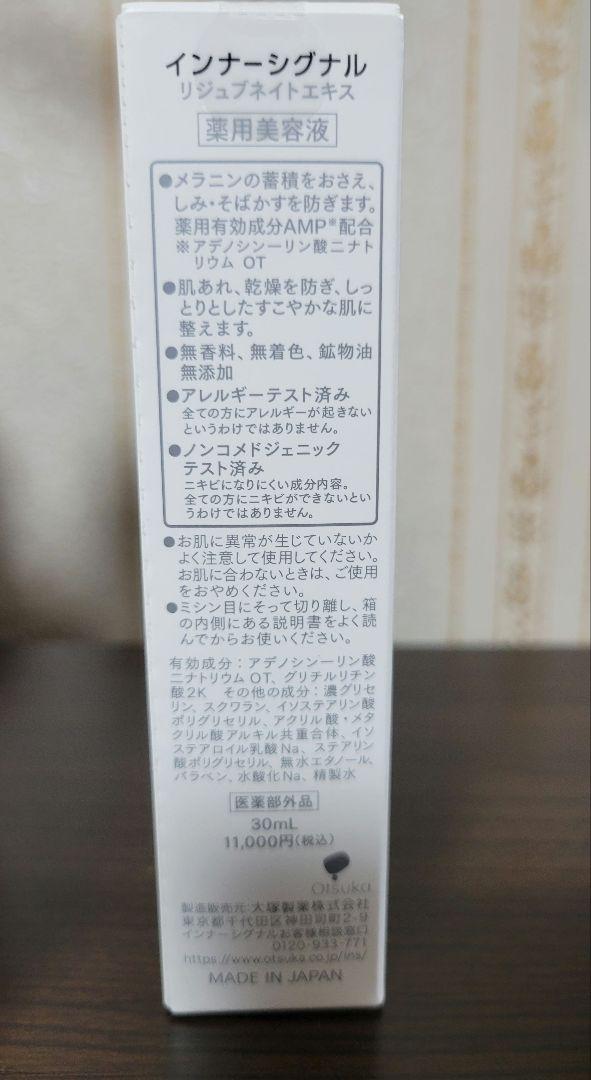 インナーシグナル
リジュブネイトエキス
薬用美容液
●メラニンの蓄積をおさえ、
しみ・そばかすを防ぎます。
薬用有効成分AMP※配合
※アデノシン一リン酸二ナト
リウム OT
●肌あれ、乾燥を防ぎ、しっ
とりとしたすこやかな肌に
整えます。
●無香料、無着色、鉱物油
無添加
●アレルギーテスト済み
全ての方にアレルギーが起きない
というわけではありません。
●ノンコメドジェニック
テスト済み
ニキビになりにくい成分内容。
全ての方にニキビができないとい
うわけではありません。
●お肌に異常が生じていないか
よく注意して使用してください。
お肌に合わないときは、ご使用
をおやめください。
●ミシン目にそって切り離し、箱
の内側にある説明書をよく読
んでからお使いください。
有効成分：アデノシン一リン酸
二ナトリウム OT、グリチルリチン
酸2K その他の成分：濃グリセ
リン、スクワラン、イソステアリン酸
ポリグリセリル、アクリル酸・メタ
クリル酸アルキル共重合体、イソ
ステアロイル乳酸Na、ステアリン
酸ポリグリセリル、無水エタノール、
パラベン、水酸化Na、精製水
医薬部外品
30mL
11,000円(税込)
Otsuka
製造販売元:大塚製薬株式会社
東京都千代田区神田司町2-9
インナーシグナルお客様相談窓口
0120-933-771
https://www.otsuka.co.jp/ins/
MADE IN JAPAN